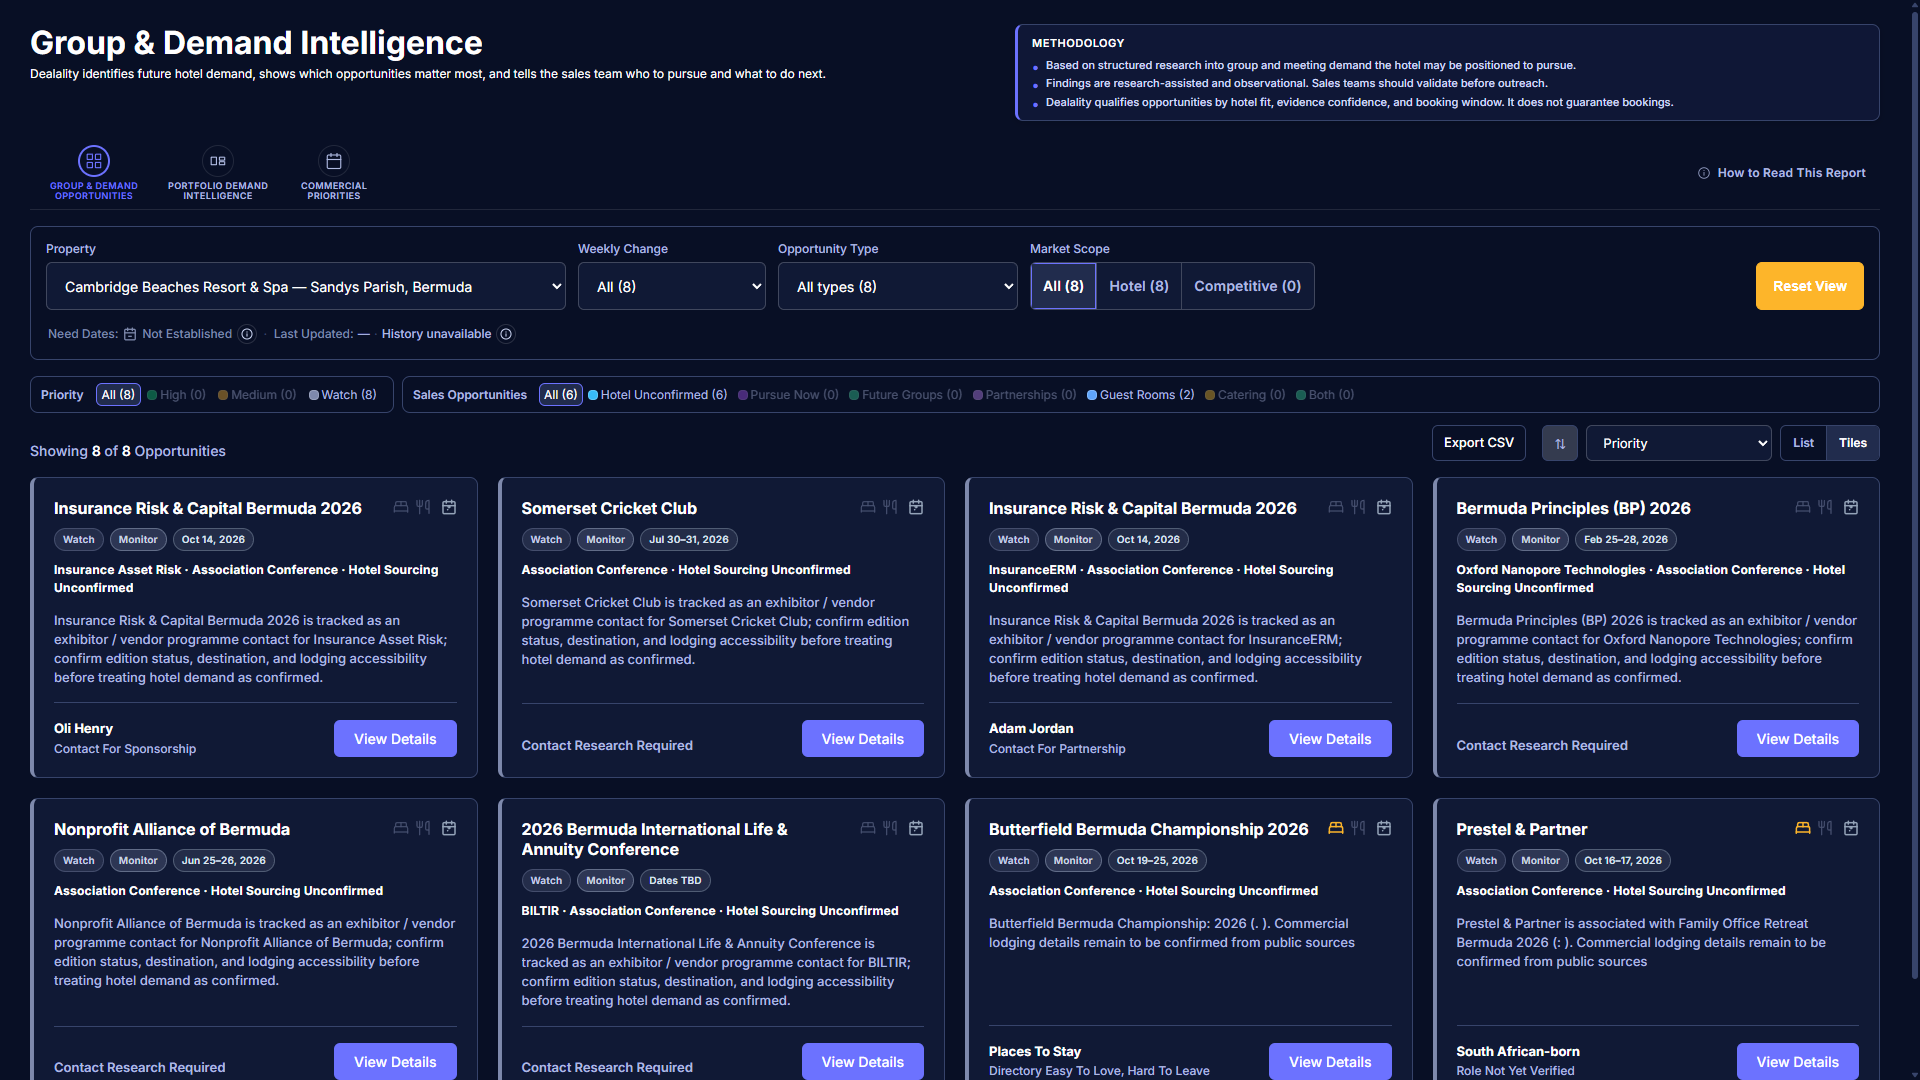 Group & Demand Intelligence
Dealality identifies future hotel demand, shows which opportunities matter most, and tells the sales team who to pursue and what to do next.
METHODOLOGY
Based on structured research into group and meeting demand the hotel may be positioned to pursue.
Findings are research-assisted and observational. Sales teams should validate before outreach.
Dealality qualifies opportunities by hotel fit, evidence confidence, and booking window. It does not guarantee bookings.
GROUP & DEMAND
OPPORTUNITIES
PORTFOLIO DEMAND
INTELLIGENCE
COMMERCIAL
PRIORITIES
How to Read This Report
Property
Weekly Change
Opportunity Type
Market Scope
Cambridge Beaches Resort & Spa — Sandys Parish, Bermuda
All (8)
All types (8)
All (8)
Hotel (8)
Competitive (0)
Reset View
Need Dates: Not Established · Last Updated: — · History unavailable
Priority All (8) High (0) Medium (0) Watch (8)
Sales Opportunities All (6) Hotel Unconfirmed (6) Pursue Now (0) Future Groups (0) Partnerships (0) Guest Rooms (2) Catering (0) Both (0)
Showing 8 of 8 Opportunities
Export CSV
Priority
List
Tiles
Insurance Risk & Capital Bermuda 2026
Watch Monitor Oct 14, 2026
Insurance Asset Risk · Association Conference · Hotel Sourcing
Unconfirmed
Insurance Risk & Capital Bermuda 2026 is tracked as an
exhibitor / vendor programme contact for Insurance Asset Risk;
confirm edition status, destination, and lodging accessibility
before treating hotel demand as confirmed.
Oli Henry
Contact For Sponsorship
View Details
Somerset Cricket Club
Watch Monitor Jul 30–31, 2026
Association Conference · Hotel Sourcing Unconfirmed
Somerset Cricket Club is tracked as an exhibitor / vendor
programme contact for Somerset Cricket Club; confirm edition
status, destination, and lodging accessibility before treating
hotel demand as confirmed.
Contact Research Required
View Details
Insurance Risk & Capital Bermuda 2026
Watch Monitor Oct 14, 2026
InsuranceERM · Association Conference · Hotel Sourcing
Unconfirmed
Insurance Risk & Capital Bermuda 2026 is tracked as an
exhibitor / vendor programme contact for InsuranceERM;
confirm edition status, destination, and lodging accessibility
before treating hotel demand as confirmed.
Adam Jordan
Contact For Partnership
View Details
Bermuda Principles (BP) 2026
Watch Monitor Feb 25–28, 2026
Oxford Nanopore Technologies · Association Conference · Hotel
Sourcing Unconfirmed
Bermuda Principles (BP) 2026 is tracked as an exhibitor / vendor
programme contact for Oxford Nanopore Technologies; confirm
edition status, destination, and lodging accessibility before
treating hotel demand as confirmed.
Contact Research Required
View Details
Nonprofit Alliance of Bermuda
Watch Monitor Jun 25–26, 2026
Association Conference · Hotel Sourcing Unconfirmed
Nonprofit Alliance of Bermuda is tracked as an exhibitor / vendor
programme contact for Nonprofit Alliance of Bermuda; confirm
edition status, destination, and lodging accessibility before
treating hotel demand as confirmed.
Contact Research Required
View Details
2026 Bermuda International Life &
Annuity Conference
Watch Monitor Dates TBD
BILTIR · Association Conference · Hotel Sourcing Unconfirmed
2026 Bermuda International Life & Annuity Conference is
tracked as an exhibitor / vendor programme contact for BILTIR;
confirm edition status, destination, and lodging accessibility
before treating hotel demand as confirmed.
Contact Research Required
View Details
Butterfield Bermuda Championship 2026
Watch Monitor Oct 19–25, 2026
Association Conference · Hotel Sourcing Unconfirmed
Butterfield Bermuda Championship: 2026 (. ). Commercial
lodging details remain to be confirmed from public sources
Places To Stay
Directory Easy To Love, Hard To Leave
View Details
Prestel & Partner
Watch Monitor Oct 16–17, 2026
Association Conference · Hotel Sourcing Unconfirmed
Prestel & Partner is associated with Family Office Retreat
Bermuda 2026 (: ). Commercial lodging details remain to be
confirmed from public sources
South African-born
Role Not Yet Verified
View Details